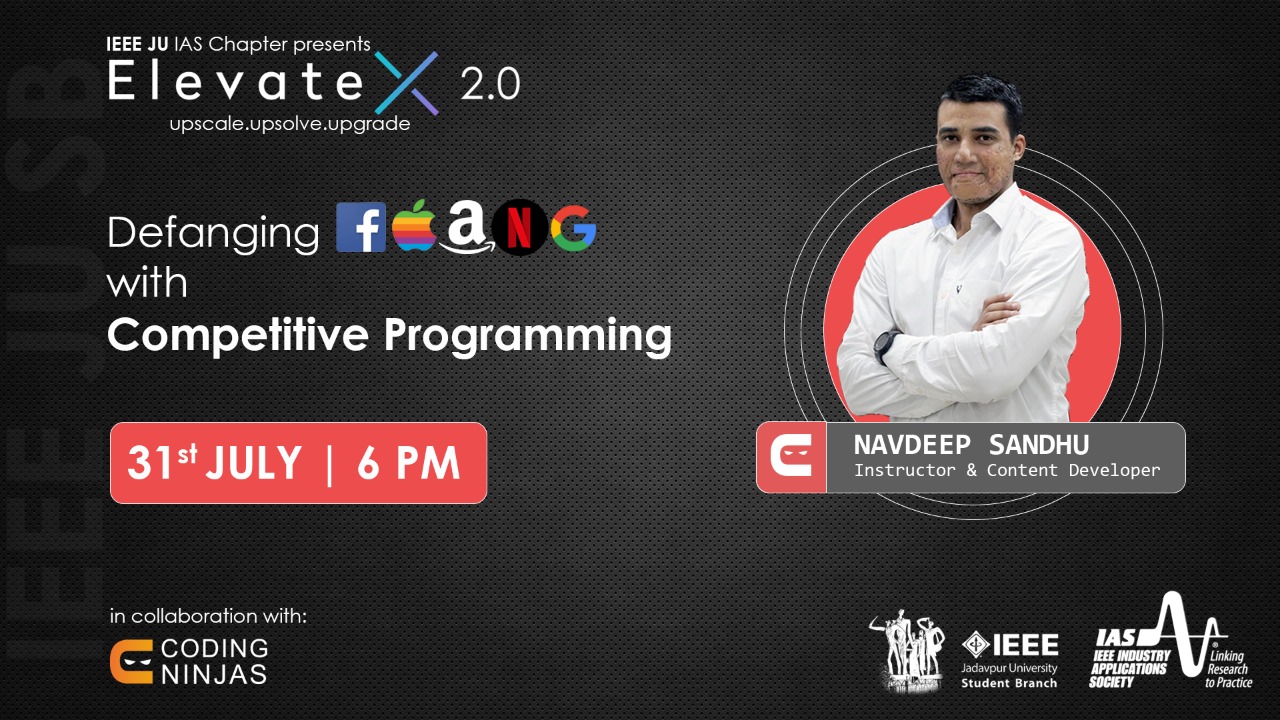 IEEE JU IAS Chapter presents
ElevateX 2.0
upscale.upsolve.upgrade
Defanging f a N G
with
Competitive Programming
31st JULY | 6 PM
NAVDEEP SANDHU
Instructor & Content Developer
in collaboration with:
CODING
NINJAS
IEEE
Jadavpur University
Student Branch
IAS
IEEE INDUSTRY
APPLICATIONS
SOCIETY
®
Linking
Research
to Practice
IEEE JU SB